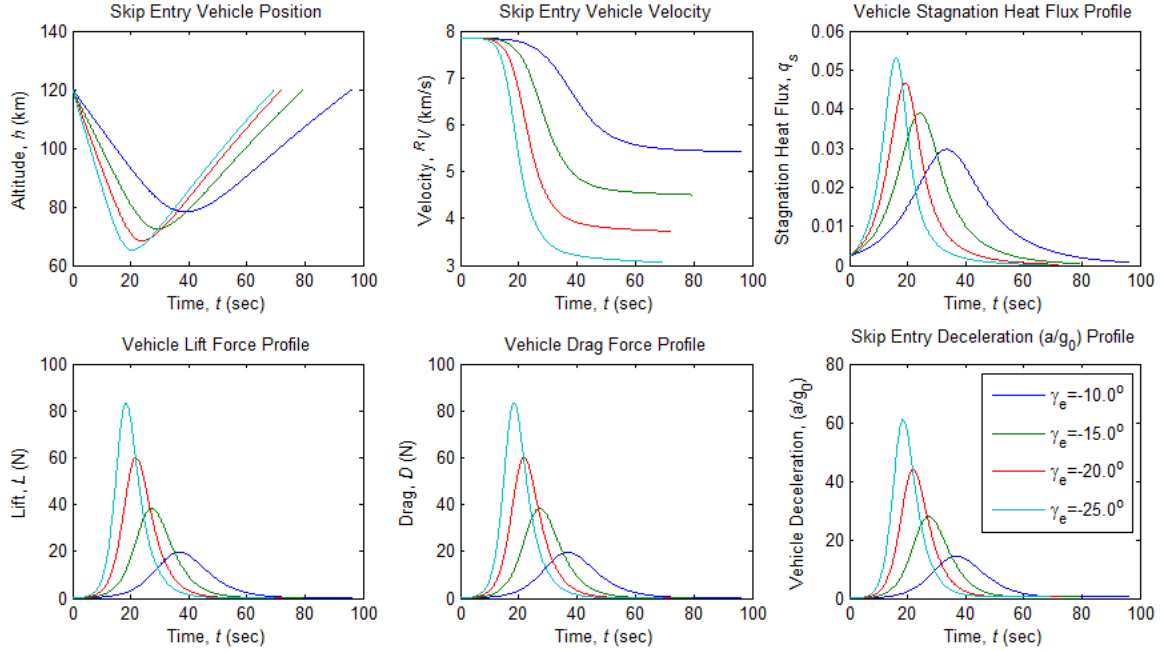 Skip Entry Vehicle Position
140
120
100
80
60
0 20 40 60 80 100
Altitude, h (km)
Time, t (sec)
Skip Entry Vehicle Velocity
8
7
6
5
4
3
0 20 40 60 80 100
Velocity, ᴿV (km/s)
Time, t (sec)
Vehicle Stagnation Heat Flux Profile
0.06
0.05
0.04
0.03
0.02
0.01
0
0 20 40 60 80 100
Stagnation Heat Flux, qₛ
Time, t (sec)
Vehicle Lift Force Profile
100
80
60
40
20
0
0 20 40 60 80 100
Lift, L (N)
Time, t (sec)
Vehicle Drag Force Profile
100
80
60
40
20
0
0 20 40 60 80 100
Drag, D (N)
Time, t (sec)
Skip Entry Deceleration (a/g₀) Profile
80
60
40
20
0
0 20 40 60 80 100
Vehicle Deceleration, (a/g₀)
Time, t (sec)
γₑ=-10.0°
γₑ=-15.0°
γₑ=-20.0°
γₑ=-25.0°